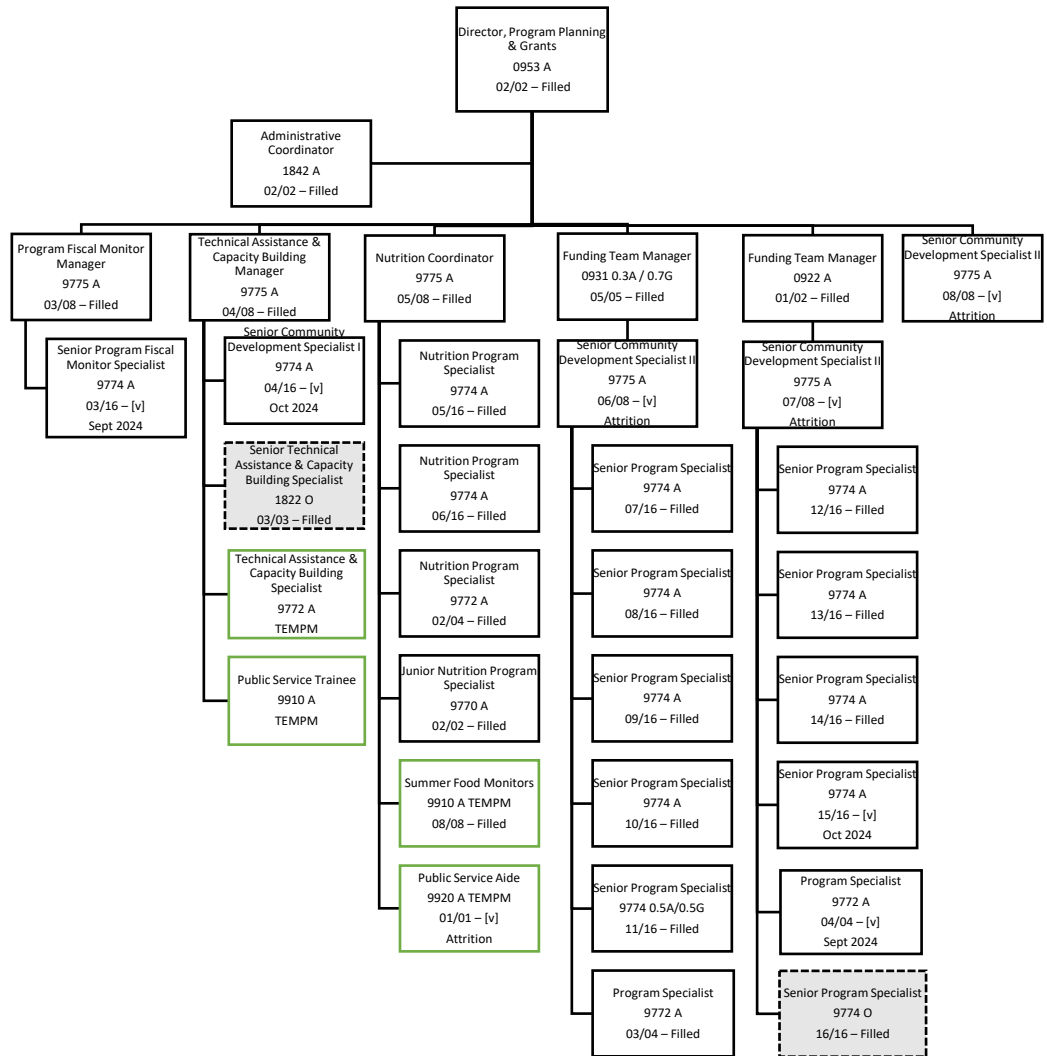 Director, Program Planning
& Grants
0953 A
02/02 – Filled
Administrative
Coordinator
1842 A
02/02 – Filled
Program Fiscal Monitor
Manager
9775 A
03/08 – Filled
Technical Assistance &
Capacity Building
Manager
9775 A
04/08 – Filled
Nutrition Coordinator
9775 A
05/08 – Filled
Funding Team Manager
0931 0.3A / 0.7G
05/05 – Filled
Funding Team Manager
0922 A
01/02 – Filled
Senior Community
Development Specialist II
9775 A
08/08 – [v]
Attrition
Senior Program Fiscal
Monitor Specialist
9774 A
03/16 – [v]
Sept 2024
Senior Community
Development Specialist I
9774 A
04/16 – [v]
Oct 2024
Senior Technical
Assistance & Capacity
Building Specialist
1822 O
03/03 – Filled
Technical Assistance &
Capacity Building
Specialist
9772 A
TEMPM
Public Service Trainee
9910 A
TEMPM
Nutrition Program
Specialist
9774 A
05/16 – Filled
Nutrition Program
Specialist
9774 A
06/16 – Filled
Nutrition Program
Specialist
9772 A
02/04 – Filled
Junior Nutrition Program
Specialist
9770 A
02/02 – Filled
Summer Food Monitors
9910 A TEMPM
08/08 – Filled
Public Service Aide
9920 A TEMPM
01/01 – [v]
Attrition
Senior Community
Development Specialist II
9775 A
06/08 – [v]
Attrition
Senior Program Specialist
9774 A
07/16 – Filled
Senior Program Specialist
9774 A
08/16 – Filled
Senior Program Specialist
9774 A
09/16 – Filled
Senior Program Specialist
9774 A
10/16 – Filled
Senior Program Specialist
9774 0.5A/0.5G
11/16 – Filled
Program Specialist
9772 A
03/04 – Filled
Senior Community
Development Specialist II
9775 A
07/08 – [v]
Attrition
Senior Program Specialist
9774 A
12/16 – Filled
Senior Program Specialist
9774 A
13/16 – Filled
Senior Program Specialist
9774 A
14/16 – Filled
Senior Program Specialist
9774 A
15/16 – [v]
Oct 2024
Program Specialist
9772 A
04/04 – [v]
Sept 2024
Senior Program Specialist
9774 O
16/16 – Filled